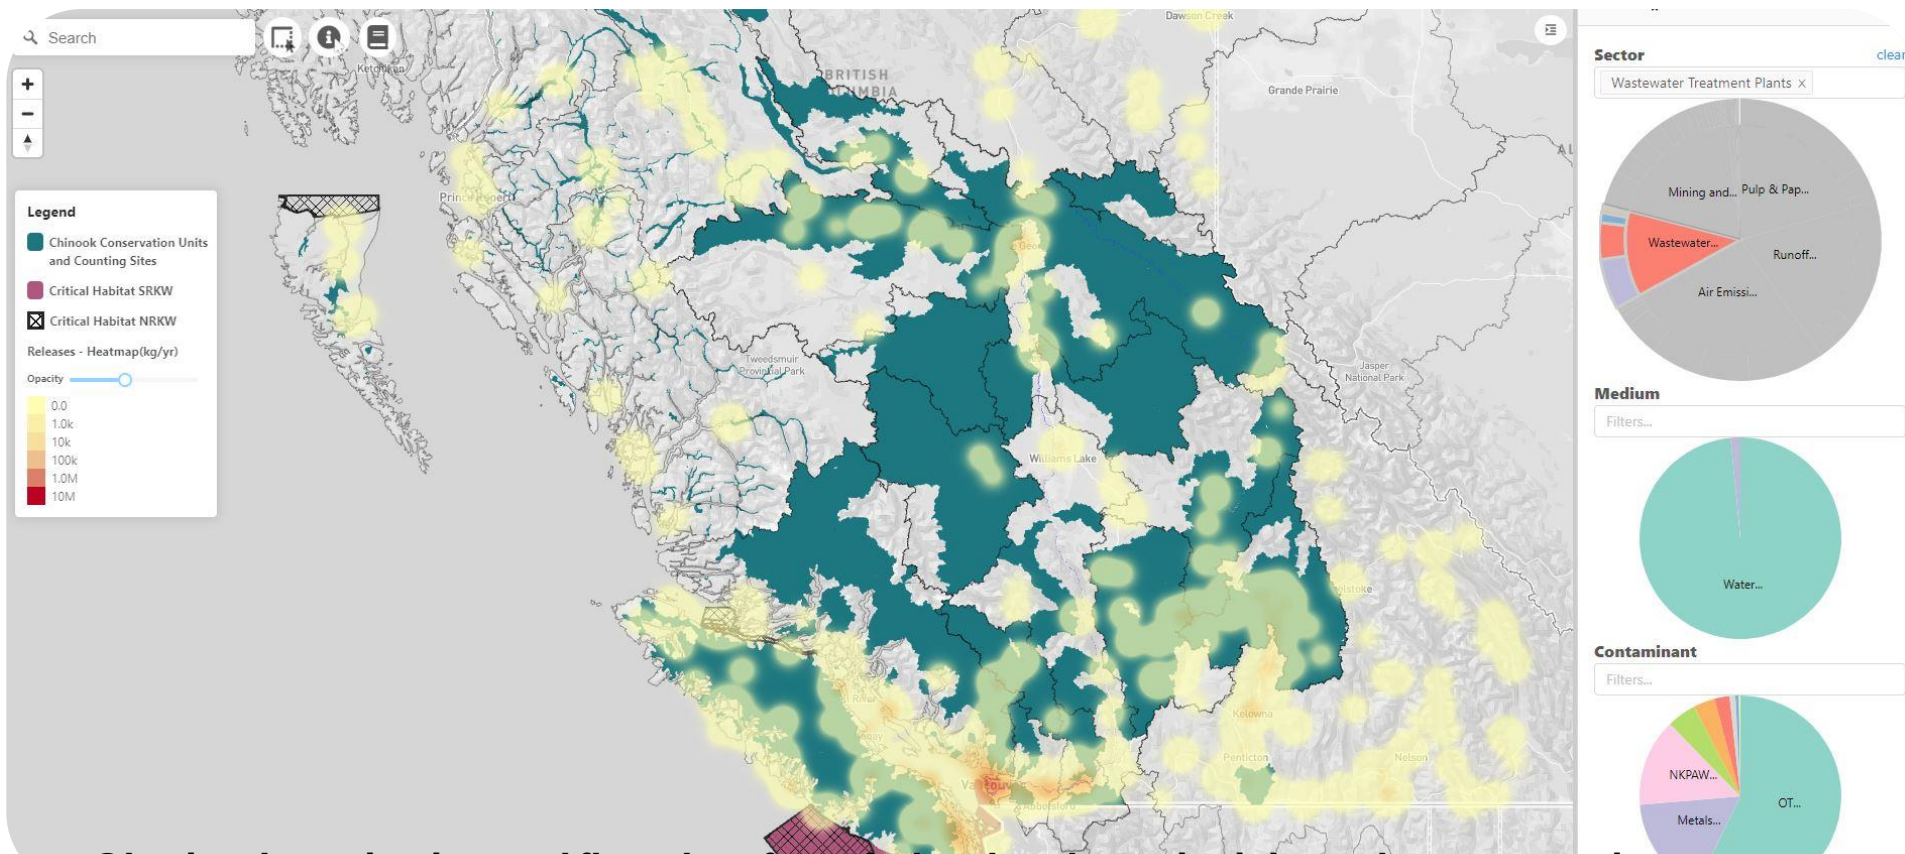 Search
Dawson Creek
BRITISH
Grande Prairie
Legend
Chinook Conservation Units
and Counting Sites
Critical Habitat SRKW
Critical Habitat NRKW
Releases - Heatmap(kg/yr)
Opacity
0.0
1.0k
10k
100k
1.0M
10M
Tweedsmuir
Provincial Park
Jasper
National Park
Williams Lake
Kelowna
Penticton
Nelson
Vancouver
Abbotsford
Sector
clear
Wastewater Treatment Plants x
Mining and... Pulp & Pap...
Wastewater...
Runoff...
Air Emissi...
Medium
Filters...
Water...
Contaminant
Filters...
NKPAW...
OT...
Metals...